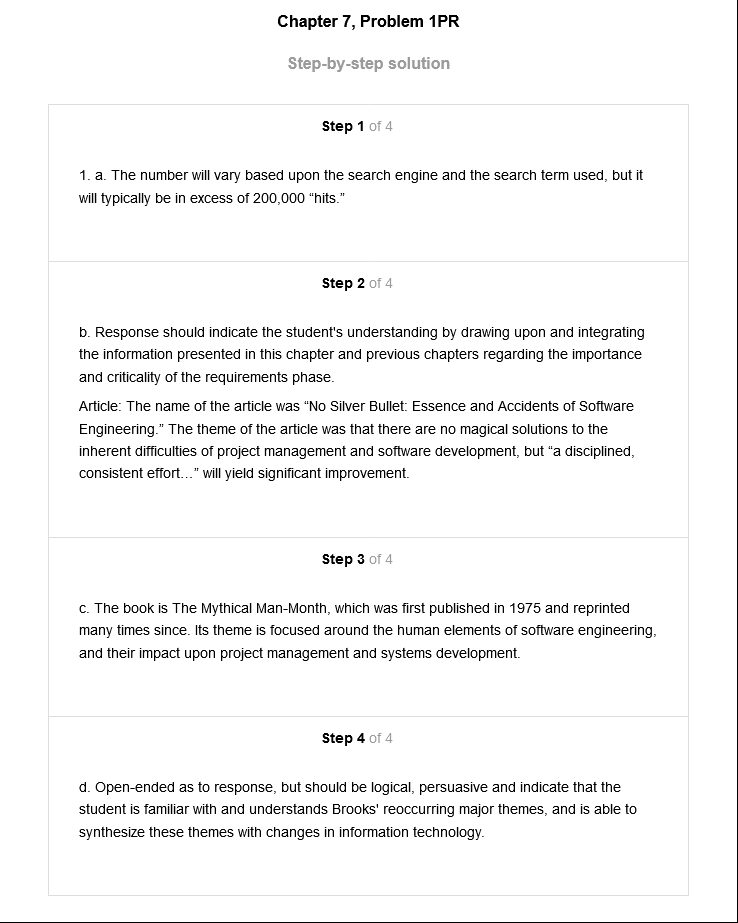 Chapter 7, Problem 1PR
Step-by-step solution
Step 1 of 4
1. a. The number will vary based upon the search engine and the search term used, but it
will typically be in excess of 200,000 “hits.”
Step 2 of 4
b. Response should indicate the student's understanding by drawing upon and integrating
the information presented in this chapter and previous chapters regarding the importance
and criticality of the requirements phase.
Article: The name of the article was “No Silver Bullet: Essence and Accidents of Software
Engineering.” The theme of the article was that there are no magical solutions to the
inherent difficulties of project management and software development, but “a disciplined,
consistent effort…” will yield significant improvement.
Step 3 of 4
c. The book is The Mythical Man-Month, which was first published in 1975 and reprinted
many times since. Its theme is focused around the human elements of software engineering,
and their impact upon project management and systems development.
Step 4 of 4
d. Open-ended as to response, but should be logical, persuasive and indicate that the
student is familiar with and understands Brooks' reoccurring major themes, and is able to
synthesize these themes with changes in information technology.